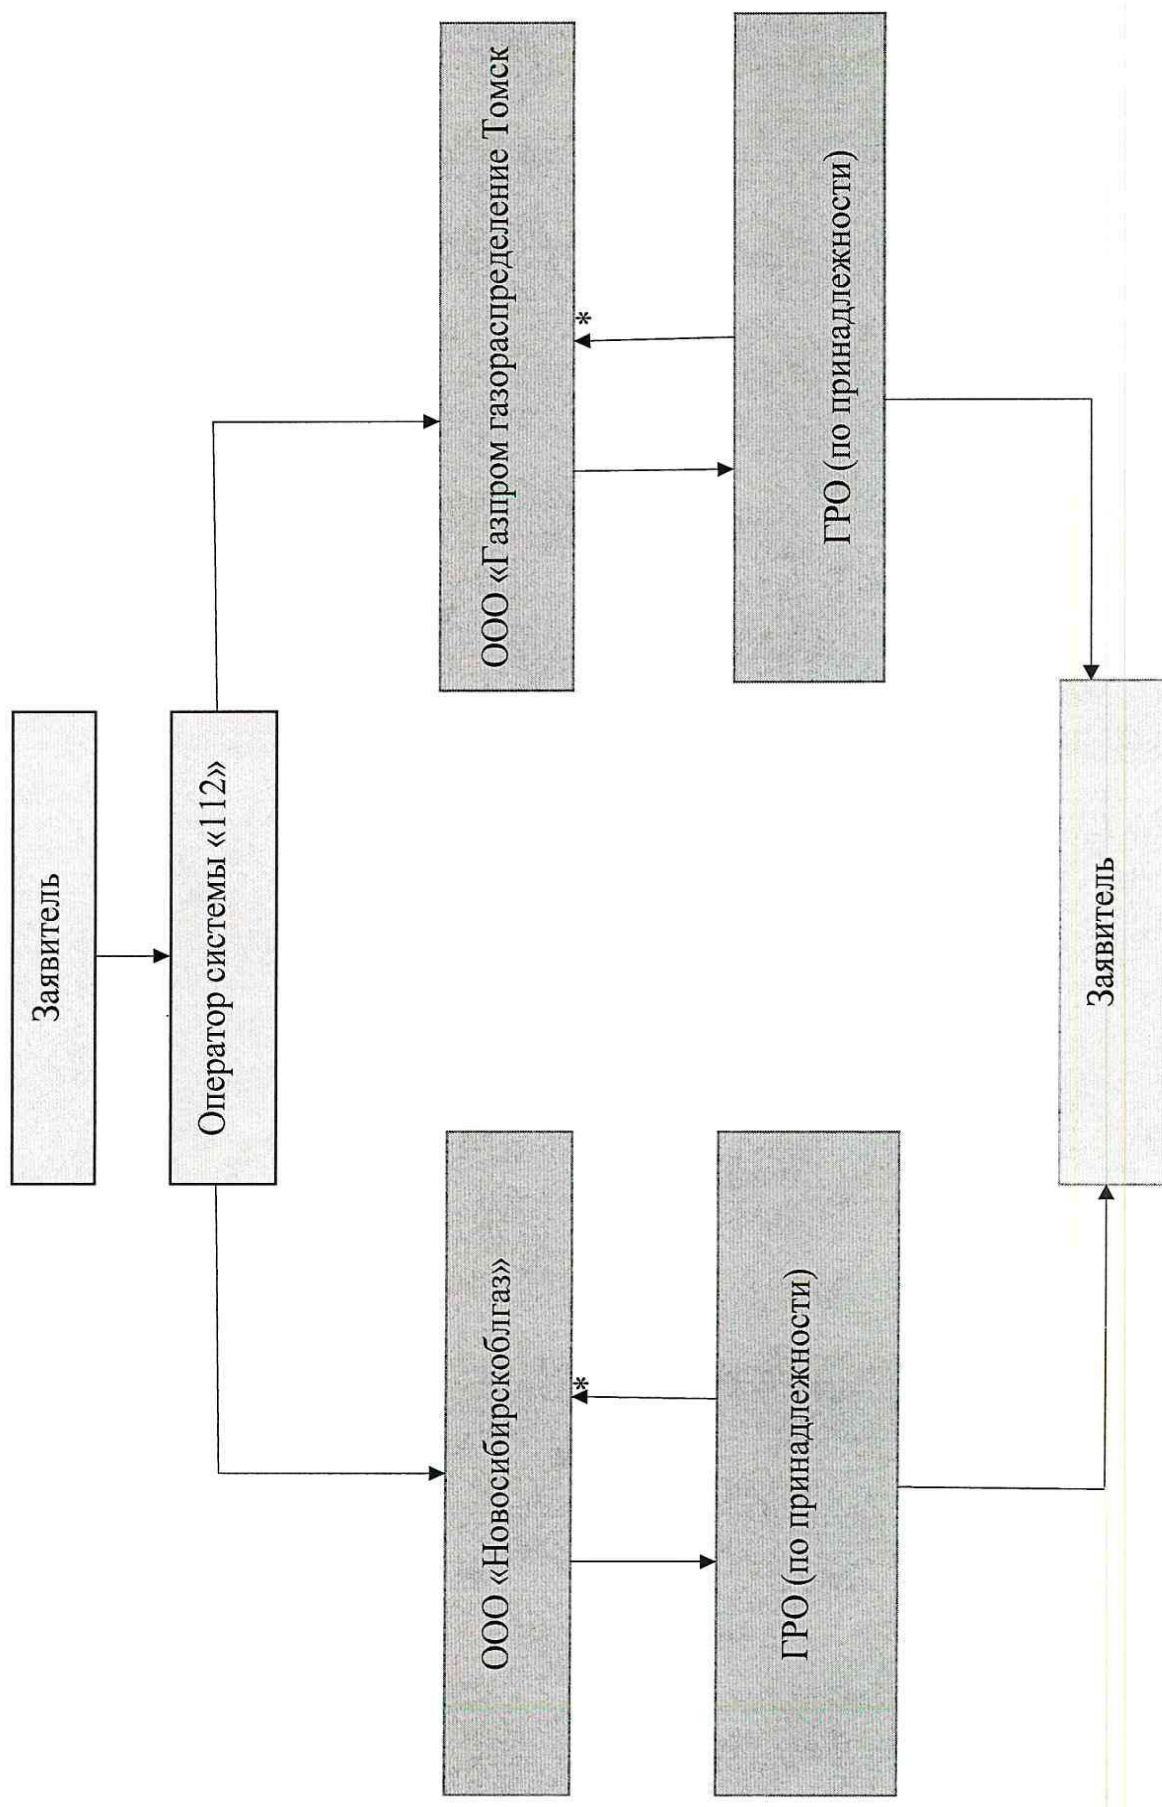 Заявитель
Оператор системы «112»
ООО «Новосибирскоблгаз»
ООО «Газпром газораспределение Томск
*
*
ГРО (по принадлежности)
ГРО (по принадлежности)
Заявитель